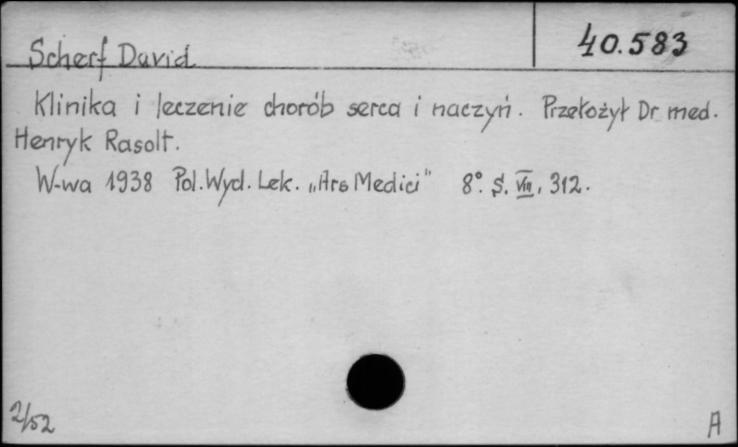 40.583
Scherf David
Klinika i leczenie chorób serca i naczyń. Przełożył Dr med.
Henryk Rasolt.
W-wa 1938 Pol. Wyd. Lek. „Ars Medici" 8°. S. VIII, 312.
2/52
A